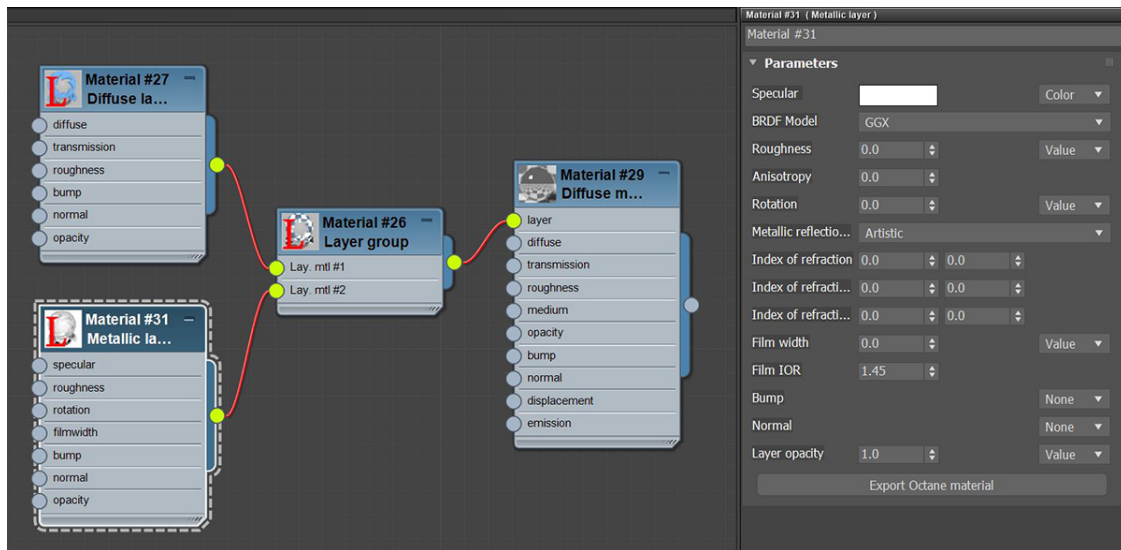 Material #27
Diffuse la...
diffuse
transmission
roughness
bump
normal
opacity
Material #31
Metallic la...
specular
roughness
rotation
filmwidth
bump
normal
opacity
Material #26
Layer group
Lay. mtl #1
Lay. mtl #2
Material #29
Diffuse m...
layer
diffuse
transmission
roughness
medium
opacity
bump
normal
displacement
emission
Material #31 ( Metallic layer )
Material #31
Parameters
Specular Color
BRDF Model GGX
Roughness 0.0 Value
Anisotropy 0.0
Rotation 0.0 Value
Metallic reflectio... Artistic
Index of refraction 0.0 0.0
Index of refracti... 0.0 0.0
Index of refracti... 0.0 0.0
Film width 0.0 Value
Film IOR 1.45
Bump None
Normal None
Layer opacity 1.0 Value
Export Octane material